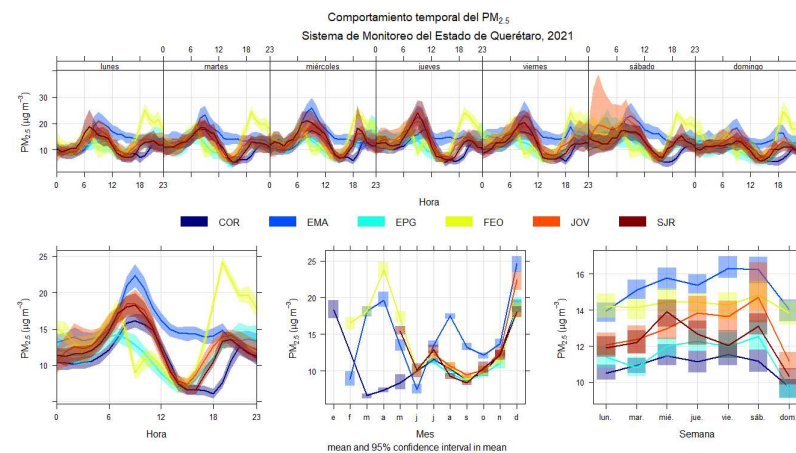 Comportamiento temporal del PM2.5
Sistema de Monitoreo del Estado de Querétaro, 2021
0 6 12 18 23 0 6 12 18 23 0 6 12 18 23
lunes martes miércoles jueves viernes sábado domingo
PM2.5 (µg m−3)
30
20
10
0 6 12 18 23 0 6 12 18 23 0 6 12 18 23 0 6 12 18 23
Hora
COR EMA EPG FEO JOV SJR
PM2.5 (µg m−3)
25
20
15
10
5
0 6 12 18 23
Hora
PM2.5 (µg m−3)
25
20
15
10
e f m a m j j a s o n d
Mes
PM2.5 (µg m−3)
16
14
12
10
lun. mar. mié. jue. vie. sáb. dom.
Semana
mean and 95% confidence interval in mean